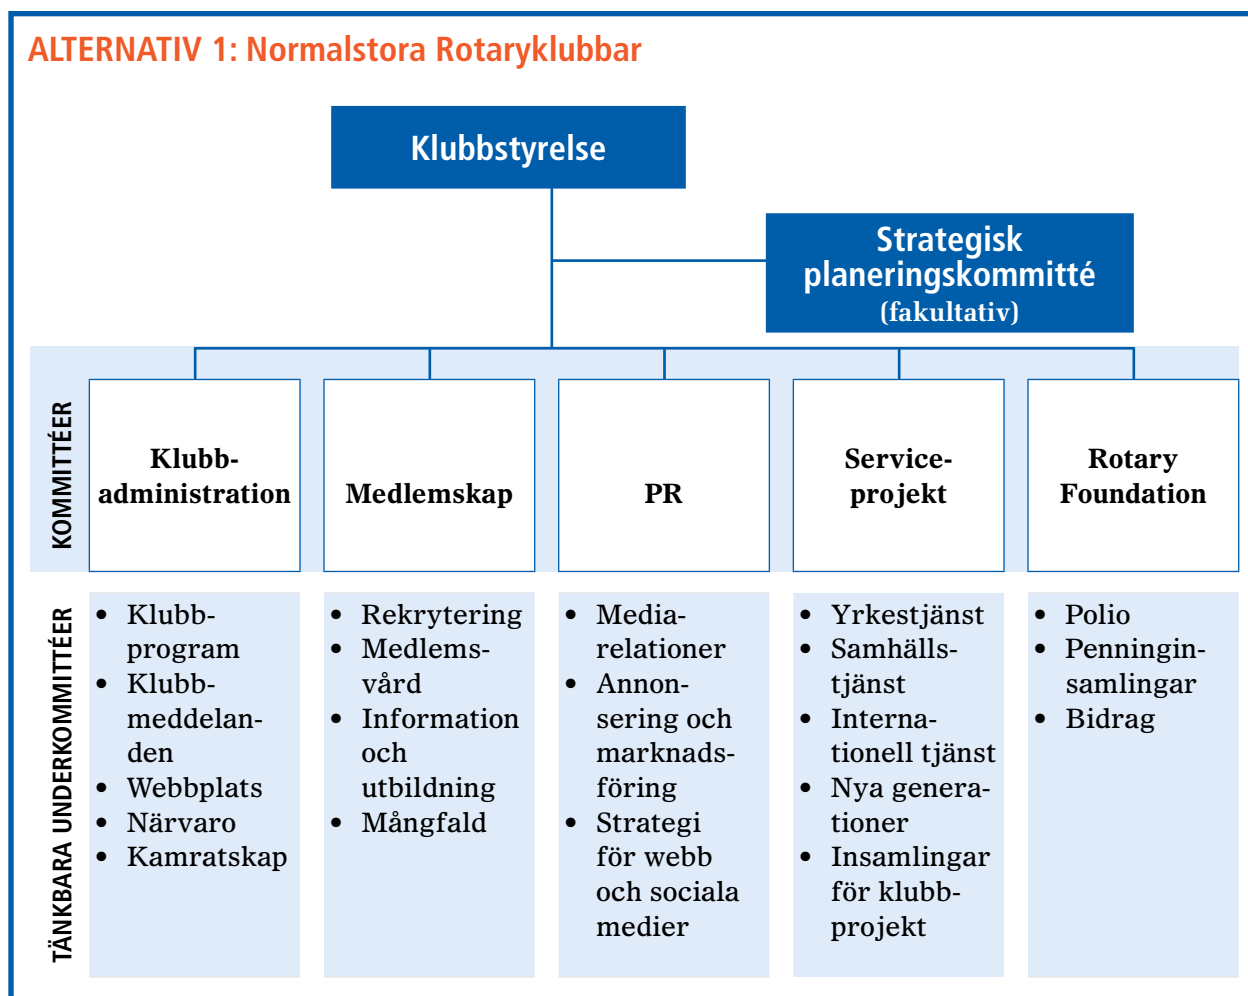 ALTERNATIV 1: Normalstora Rotaryklubbar
Klubbstyrelse
Strategisk
planeringskommitté
(fakultativ)
KOMMITTÉER
Klubb-
administration
Medlemskap
PR
Service-
projekt
Rotary
Foundation
TÄNKBARA UNDERKOMMITTÉER
• Klubb-
program
• Klubb-
meddelan-
den
• Webbplats
• Närvaro
• Kamratskap
• Rekrytering
• Medlems-
vård
• Information
och
utbildning
• Mångfald
• Media-
relationer
• Annon-
sering och
marknads-
föring
• Strategi
för webb
och sociala
medier
• Yrkestjänst
• Samhälls-
tjänst
• Interna-
tionell tjänst
• Nya genera-
tioner
• Insamlingar
för klubb-
projekt
• Polio
• Penningin-
samlingar
• Bidrag